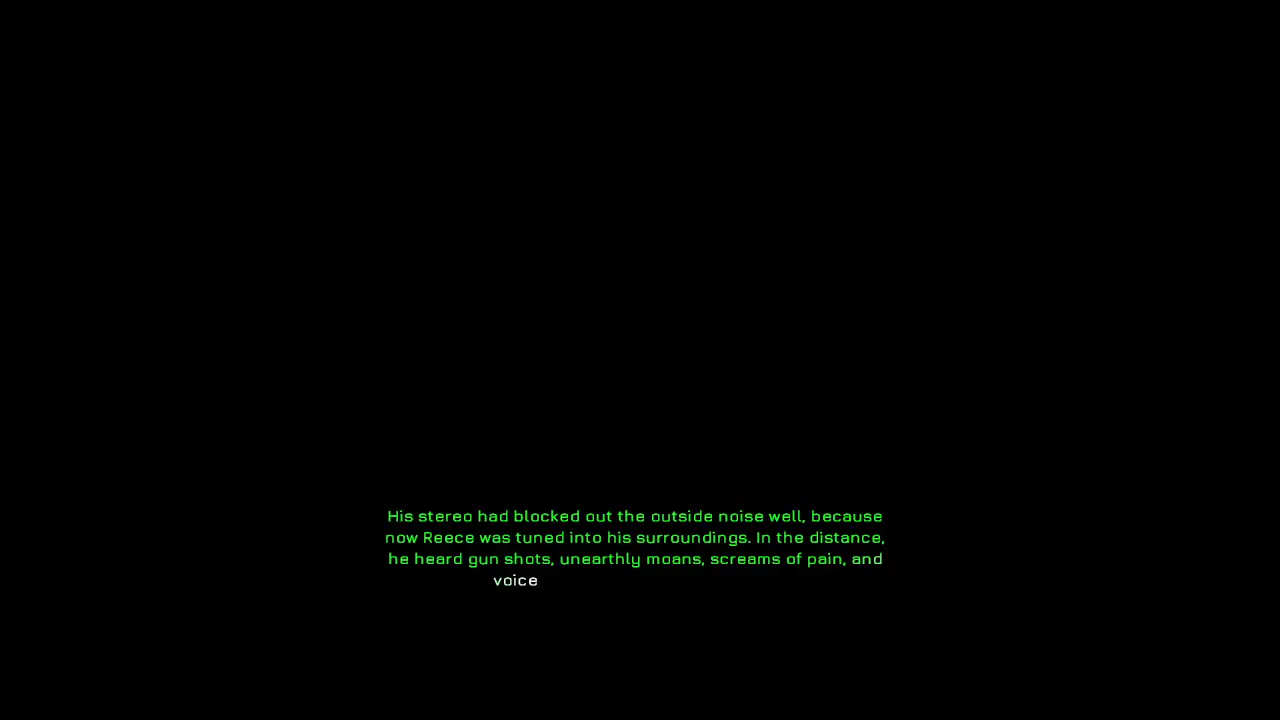 His stereo had blocked out the outside noise well, because
now Reece was tuned into his surroundings. In the distance,
he heard gun shots, unearthly moans, screams of pain, and
voice